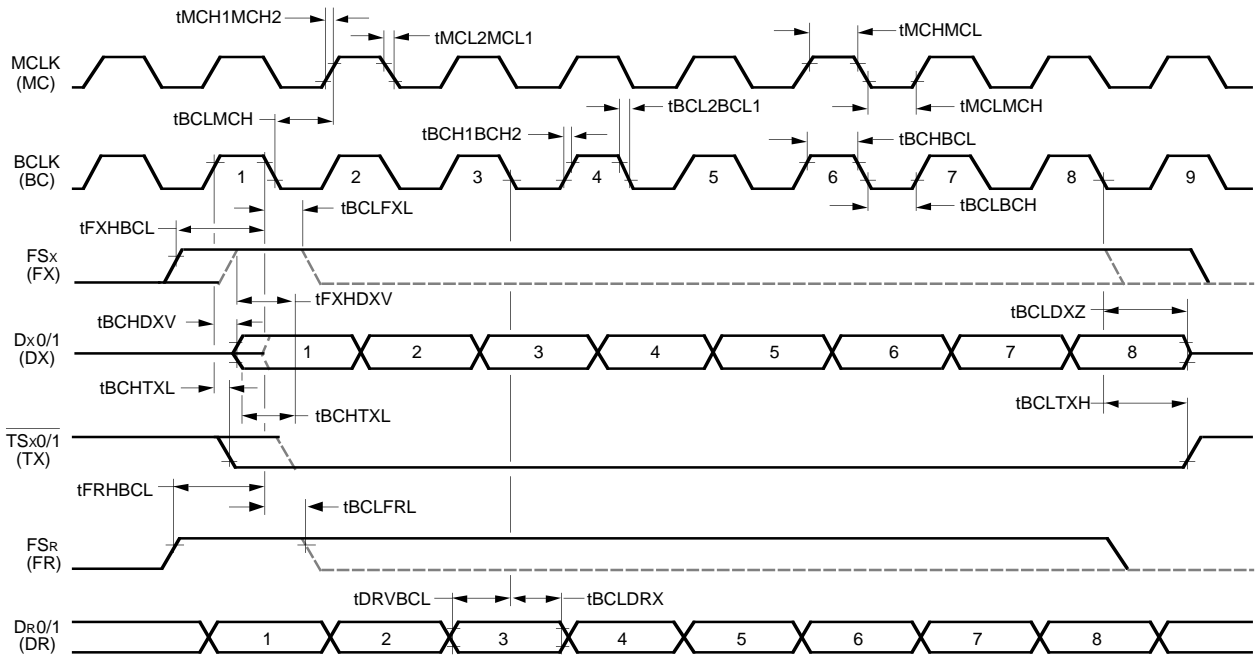 tMCH1MCH2
tMCL2MCL1
tMCHMCL
MCLK
(MC)
tBCLMCH
tBCL2BCL1
tMCLMCH
tBCH1BCH2
tBCHBCL
BCLK
(BC)
1 2 3 4 5 6 7 8 9
tBCLFXL
tBCLBCH
tFXHBCL
FSX
(FX)
tFXHDXV
tBCHDXV
tBCLDXZ
DX0/1
(DX)
1 2 3 4 5 6 7 8
tBCHTXL
tBCHTXL
tBCLTXH
TSX0/1
(TX)
tFRHBCL
tBCLFRL
FSR
(FR)
tDRVBCL
tBCLDRX
DR0/1
(DR)
1 2 3 4 5 6 7 8